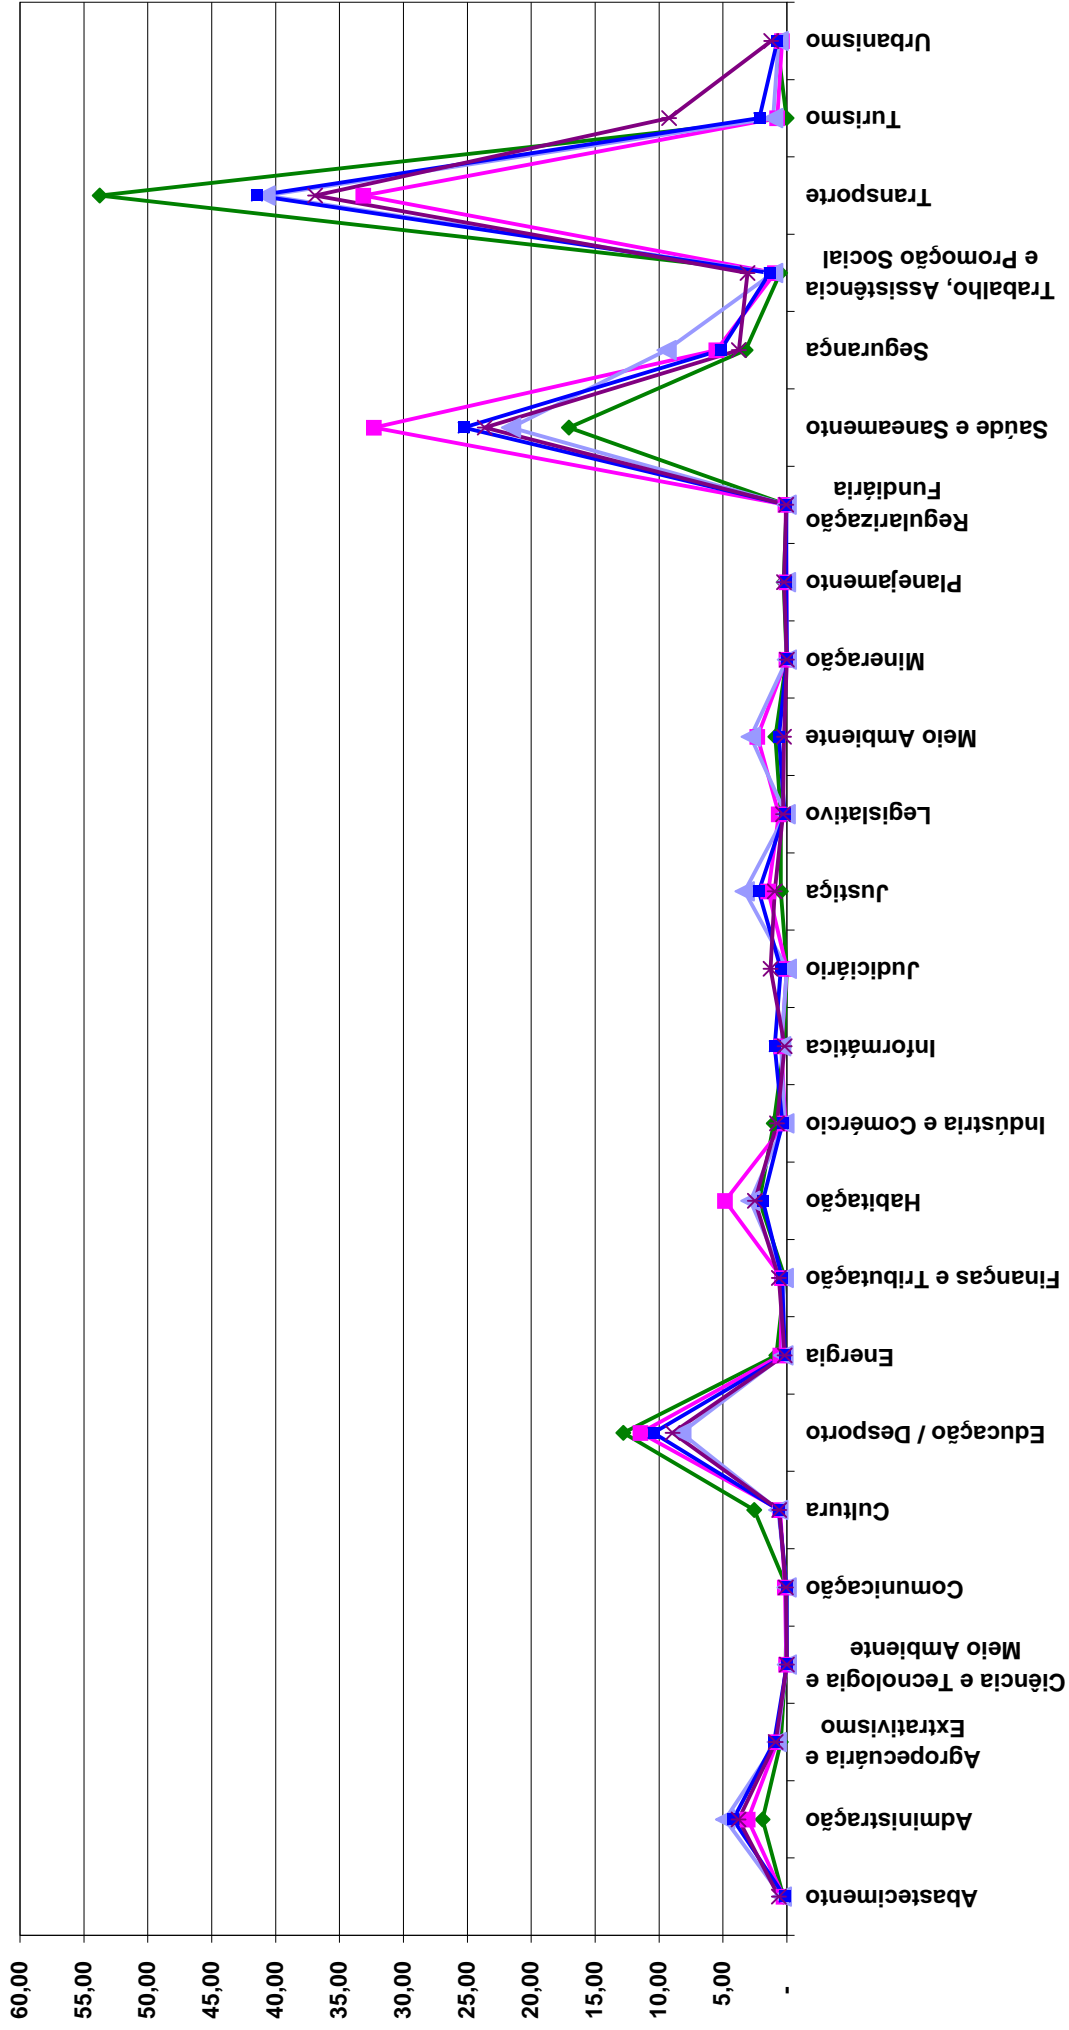 60,00
55,00
50,00
45,00
40,00
35,00
30,00
25,00
20,00
15,00
10,00
5,00
-
Abastecimento
Administração
Agropecuária e
Extrativismo
Ciência e Tecnologia e
Meio Ambiente
Comunicação
Cultura
Educação / Desporto
Energia
Finanças e Tributação
Habitação
Indústria e Comércio
Informática
Judiciário
Justiça
Legislativo
Meio Ambiente
Mineração
Planejamento
Regularização
Fundiária
Saúde e Saneamento
Segurança
Trabalho, Assistência
e Promoção Social
Transporte
Turismo
Urbanismo